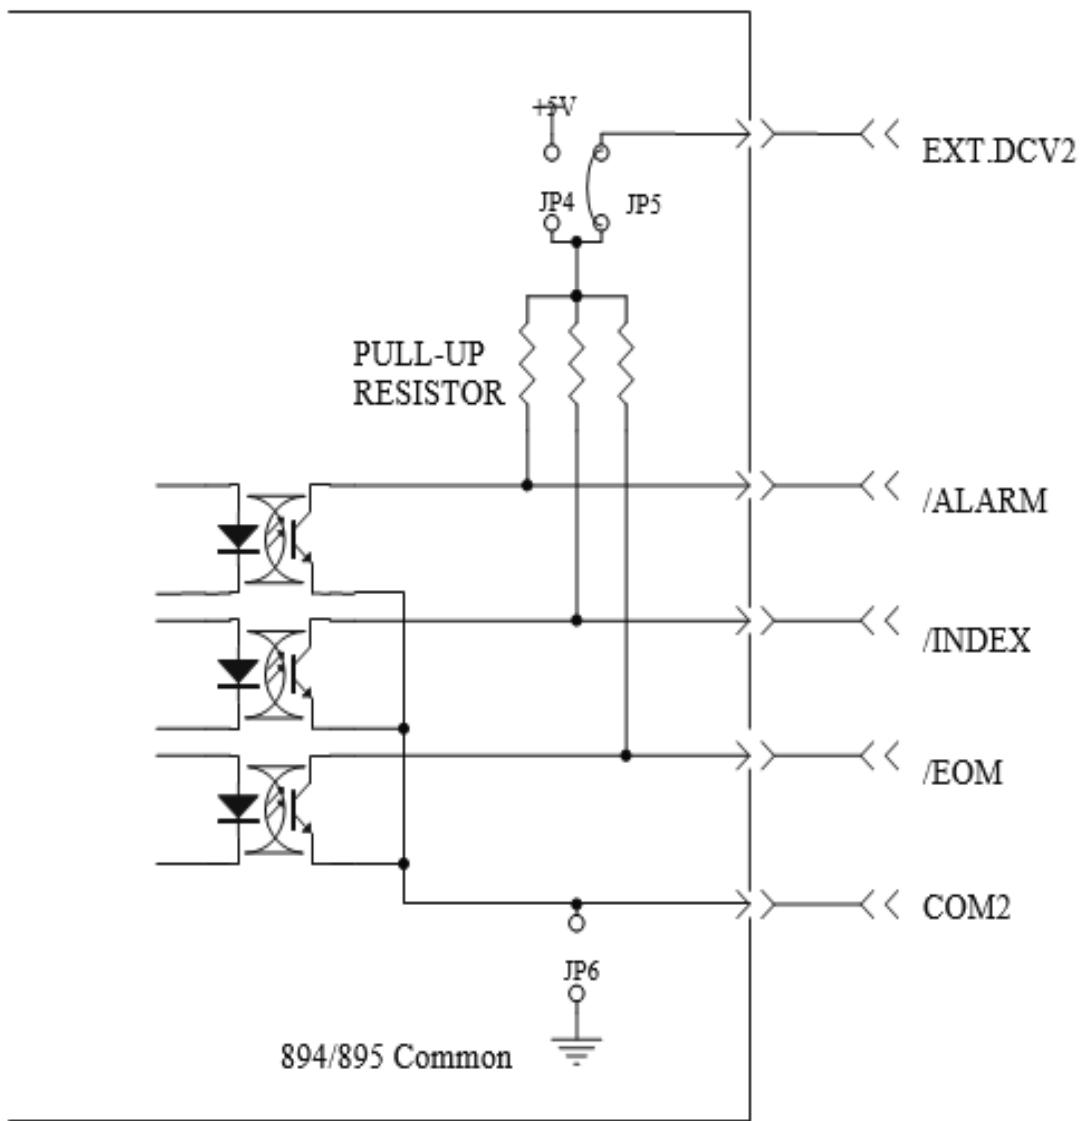 +5V
EXT.DCV2
JP4
JP5
PULL-UP
RESISTOR
/ALARM
/INDEX
/EOM
COM2
JP6
894/895 Common